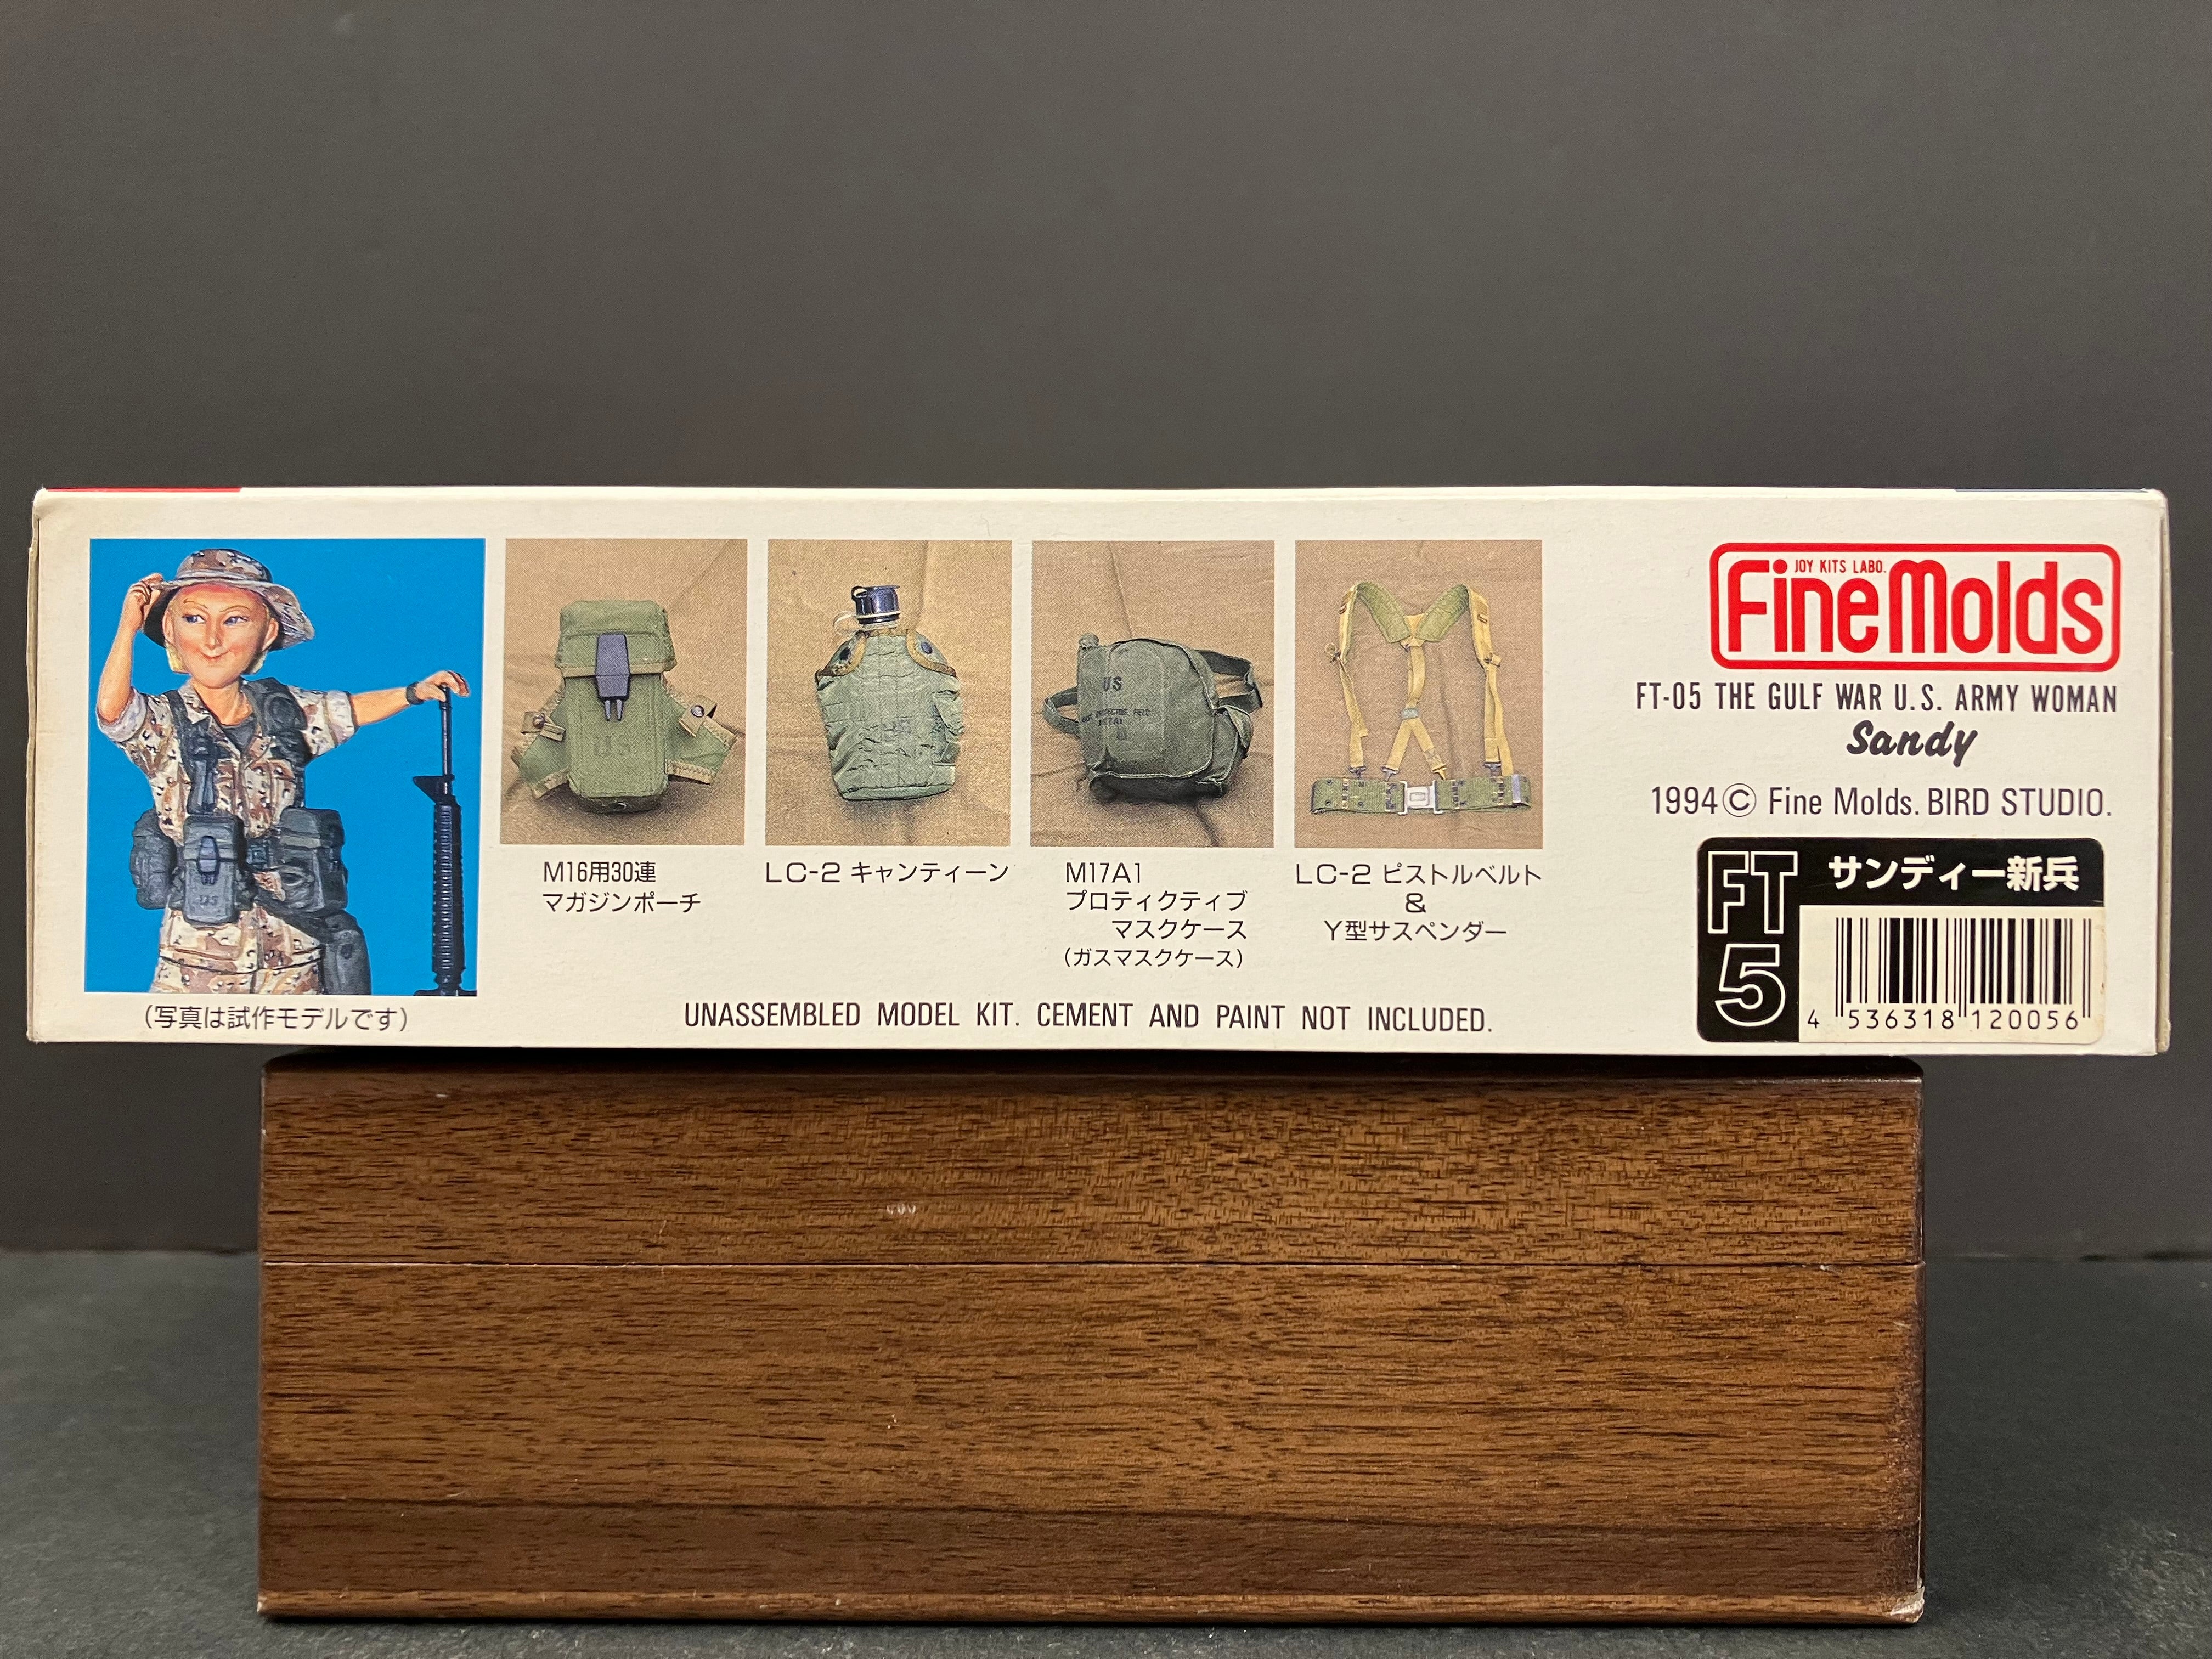 (写真は試作モデルです)
US
US
M16用30連
マガジンポーチ
US
LC-2 キャンティーン
US
M17A1
M17A1
プロティクティブ
マスクケース
(ガスマスクケース)
LC-2 ピストルベルト
&
Y型サスペンダー
UNASSEMBLED MODEL KIT. CEMENT AND PAINT NOT INCLUDED.
JOY KITS LABO.
FineMolds
FT-05 THE GULF WAR U.S. ARMY WOMAN
Sandy
1994© Fine Molds. BIRD STUDIO.
FT
5
サンディー新兵
4 536318 120056